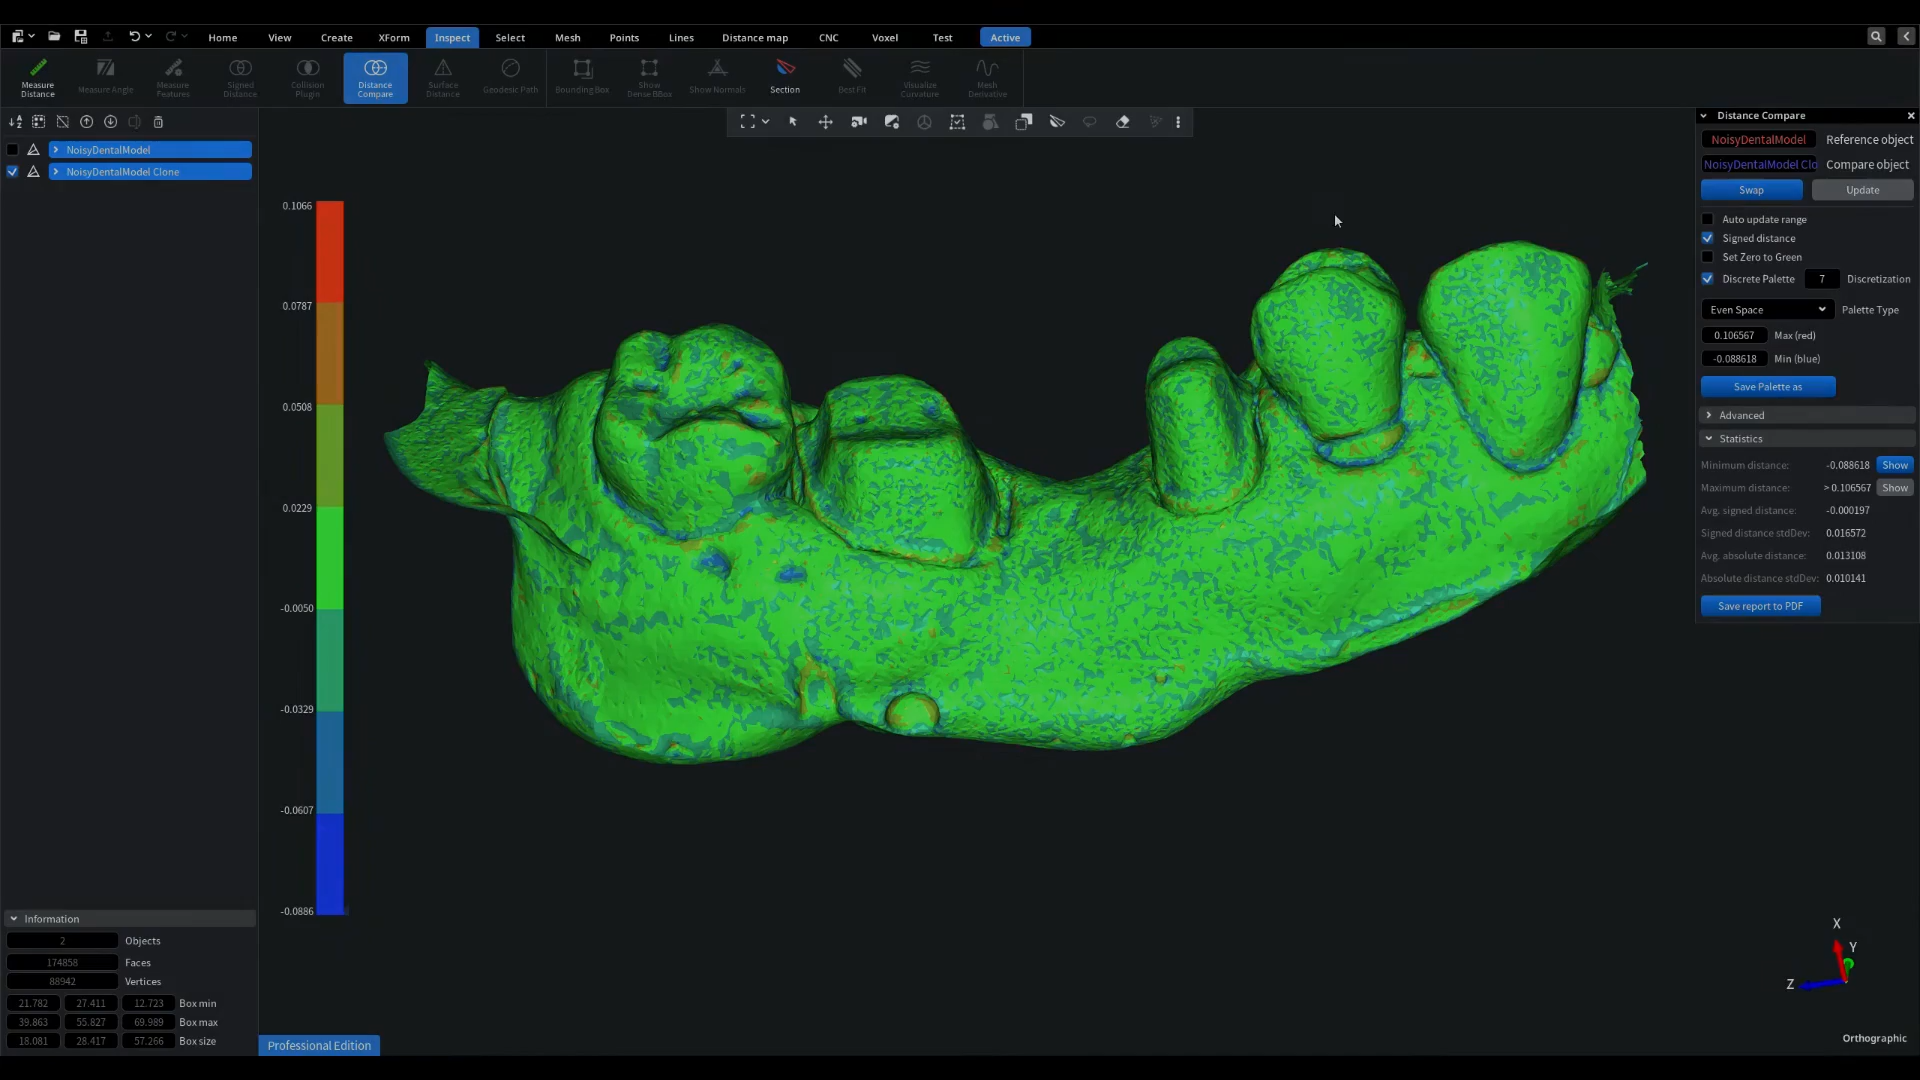 Home View Create XForm Inspect Select Mesh Points Lines Distance map CNC Voxel Test Active
Measure Distance
Measure Angle
Measure Features
Signed Distance
Collision Plugin
Distance Compare
Surface Distance
Geodesic Path
Bounding Box
Show Dense BBox
Show Normals
Section
Best Fit
Visualize Curvature
Mesh Derivative
NoisyDentalModel
NoisyDentalModel Clone
0.1066
0.0787
0.0508
0.0229
-0.0050
-0.0329
-0.0607
-0.0886
Distance Compare
NoisyDentalModel Reference object
NoisyDentalModel Clo Compare object
Swap Update
Auto update range
Signed distance
Set Zero to Green
Discrete Palette 7 Discretization
Even Space Palette Type
0.106567 Max (red)
-0.088618 Min (blue)
Save Palette as
Advanced
Statistics
Minimum distance: -0.088618 Show
Maximum distance: > 0.106567 Show
Avg. signed distance: -0.000197
Signed distance stdDev: 0.016572
Avg. absolute distance: 0.013108
Absolute distance stdDev: 0.010141
Save report to PDF
Information
2 Objects
174858 Faces
88942 Vertices
21.782 27.411 12.723 Box min
39.863 55.827 69.989 Box max
18.081 28.417 57.266 Box size
Professional Edition
X
Y
Z
Orthographic